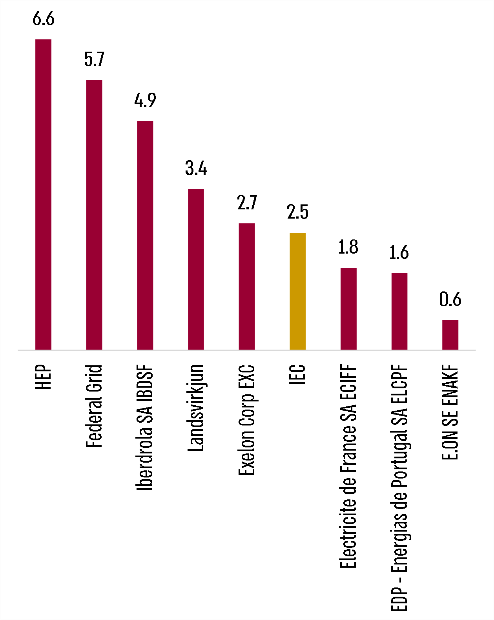 6.6
5.7
4.9
3.4
2.7
2.5
1.8
1.6
0.6
HEP
Federal Grid
Iberdrola SA IBDSF
Landsvirkjun
Exelon Corp EXC
IEC
Electricite de France SA ECIFF
EDP - Energias de Portugal SA ELCPF
E.ON SE ENAKF